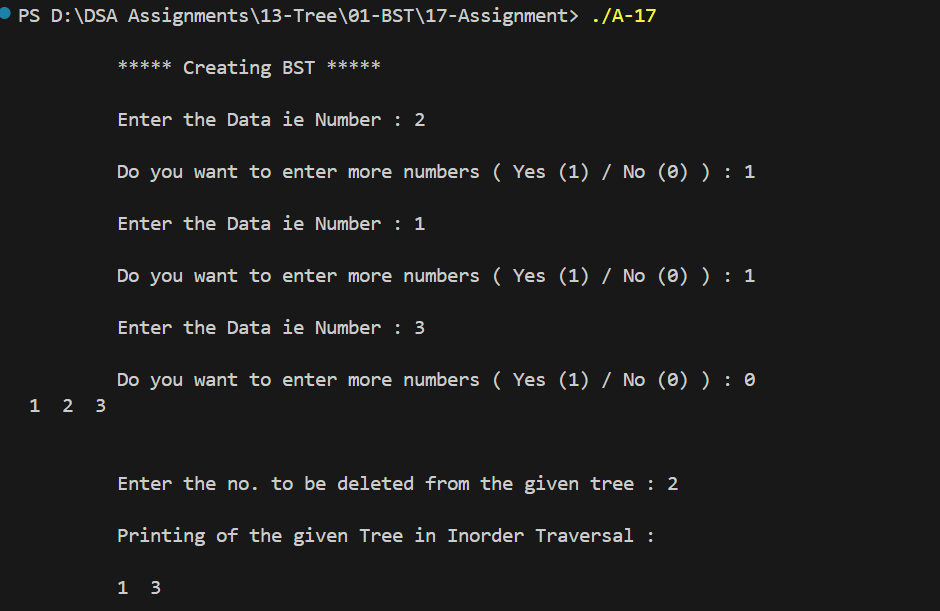 PS D:\DSA Assignments\13-Tree\01-BST\17-Assignment> ./A-17
***** Creating BST *****
Enter the Data ie Number : 2
Do you want to enter more numbers ( Yes (1) / No (0) ) : 1
Enter the Data ie Number : 1
Do you want to enter more numbers ( Yes (1) / No (0) ) : 1
Enter the Data ie Number : 3
Do you want to enter more numbers ( Yes (1) / No (0) ) : 0
1  2  3
Enter the no. to be deleted from the given tree : 2
Printing of the given Tree in Inorder Traversal :
1  3